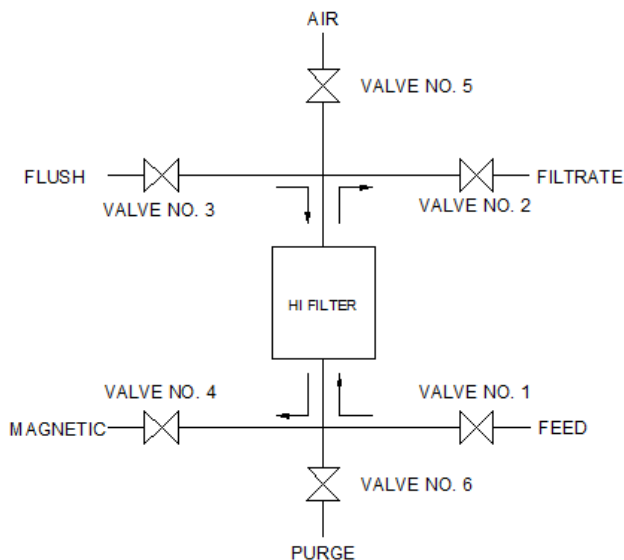 AIR
VALVE NO. 5
FLUSH
FILTRATE
VALVE NO. 3
VALVE NO. 2
HI FILTER
VALVE NO. 4
VALVE NO. 1
MAGNETIC
FEED
VALVE NO. 6
PURGE